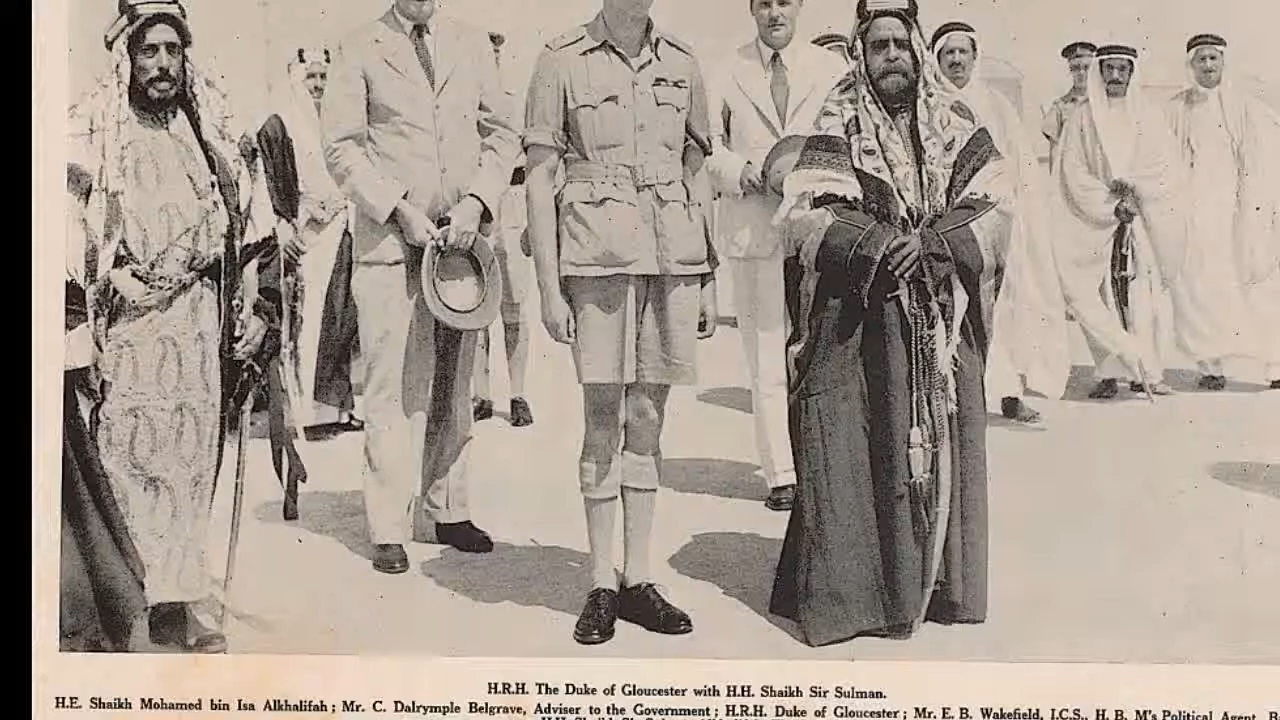 H.R.H. The Duke of Gloucester with H.H. Shaikh Sir Sulman.
H.E. Shaikh Mohamed bin Isa Alkhalifah; Mr. C. Dalrymple Belgrave, Adviser to the Government; H.R.H. Duke of Gloucester; Mr. E. B. Wakefield, I.C.S., H. B. M's Political Agent,